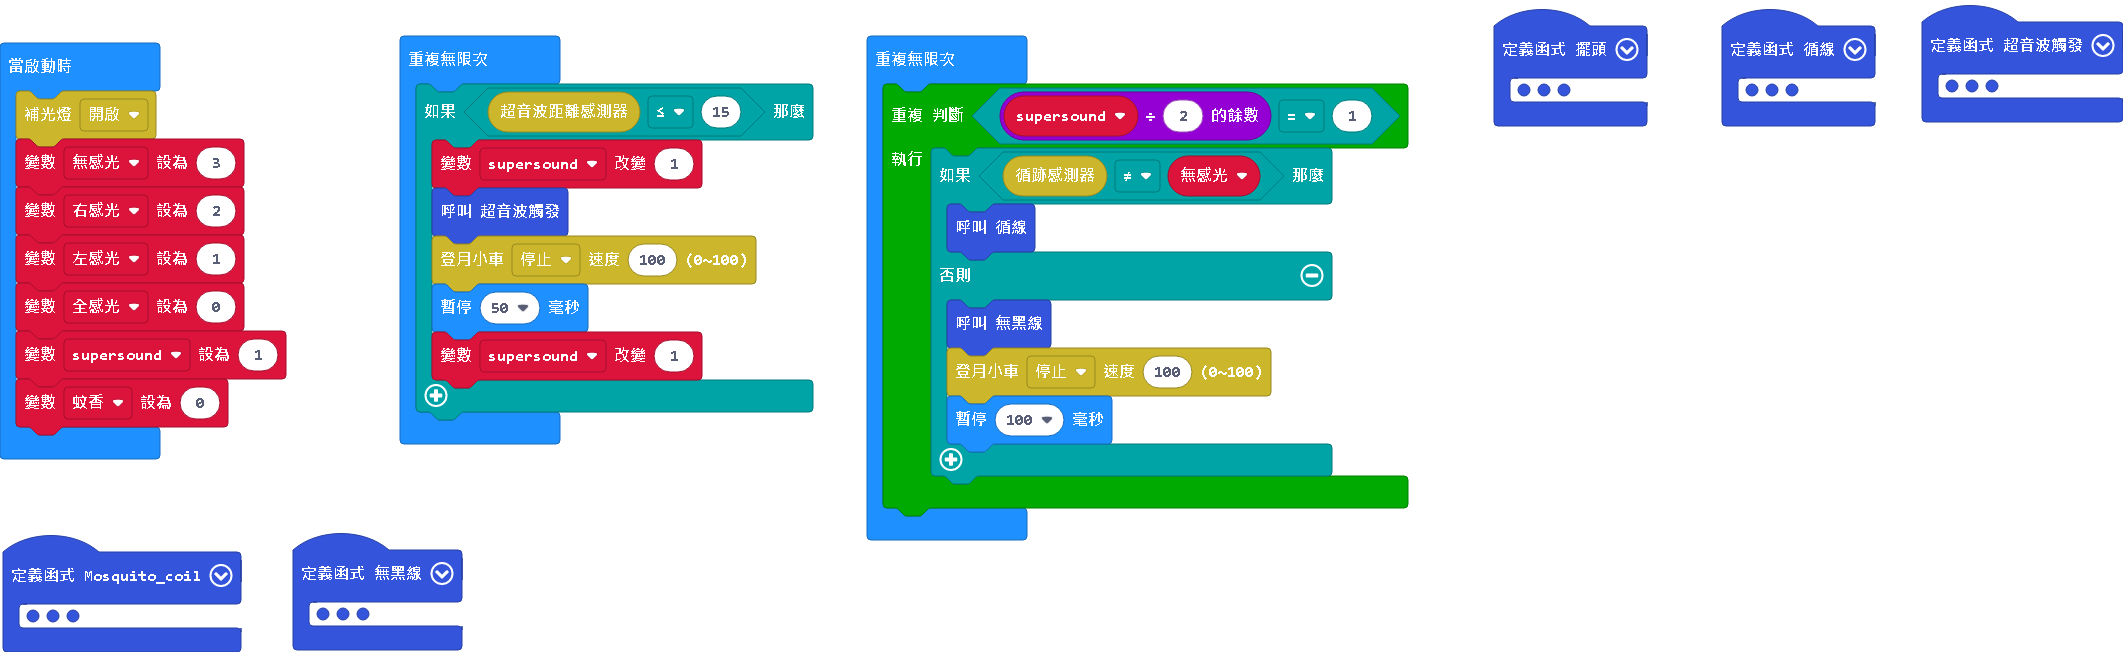 當啟動時
補光燈 開啟
變數 無感光 設為 3
變數 右感光 設為 2
變數 左感光 設為 1
變數 全感光 設為 0
變數 supersound 設為 1
變數 蚊香 設為 0
重複無限次
如果 超音波距離感測器 ≤ 15 那麼
變數 supersound 改變 1
呼叫 超音波觸發
登月小車 停止 速度 100 (0~100)
暫停 50 毫秒
變數 supersound 改變 1
重複無限次
重複 判斷 supersound ÷ 2 的餘數 = 1
執行
如果 循跡感測器 ≠ 無感光 那麼
呼叫 循線
否則
呼叫 無黑線
登月小車 停止 速度 100 (0~100)
暫停 100 毫秒
定義函式 擺頭
定義函式 循線
定義函式 超音波觸發
定義函式 Mosquito_coil
定義函式 無黑線